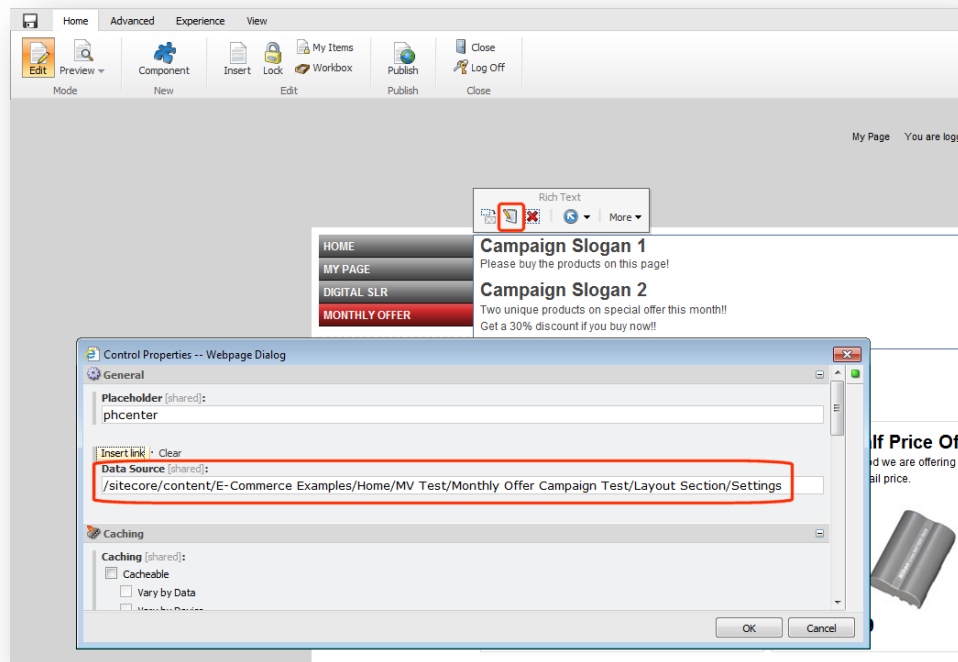 Home Advanced Experience View
Edit Preview Component Insert Lock My Items Workbox Publish Close Log Off
Mode New Edit Publish Close
My Page You are logg
Rich Text
More
HOME
MY PAGE
DIGITAL SLR
MONTHLY OFFER
Campaign Slogan 1
Please buy the products on this page!
Campaign Slogan 2
Two unique products on special offer this month!!
Get a 30% discount if you buy now!!
Control Properties -- Webpage Dialog
General
Placeholder [shared]:
phcenter
Insert link · Clear
Data Source [shared]:
/sitecore/content/E-Commerce Examples/Home/MV Test/Monthly Offer Campaign Test/Layout Section/Settings
Caching
Caching [shared]:
Cacheable
Vary by Data
Vary by Device
OK Cancel
lf Price Of
d we are offering
ail price.